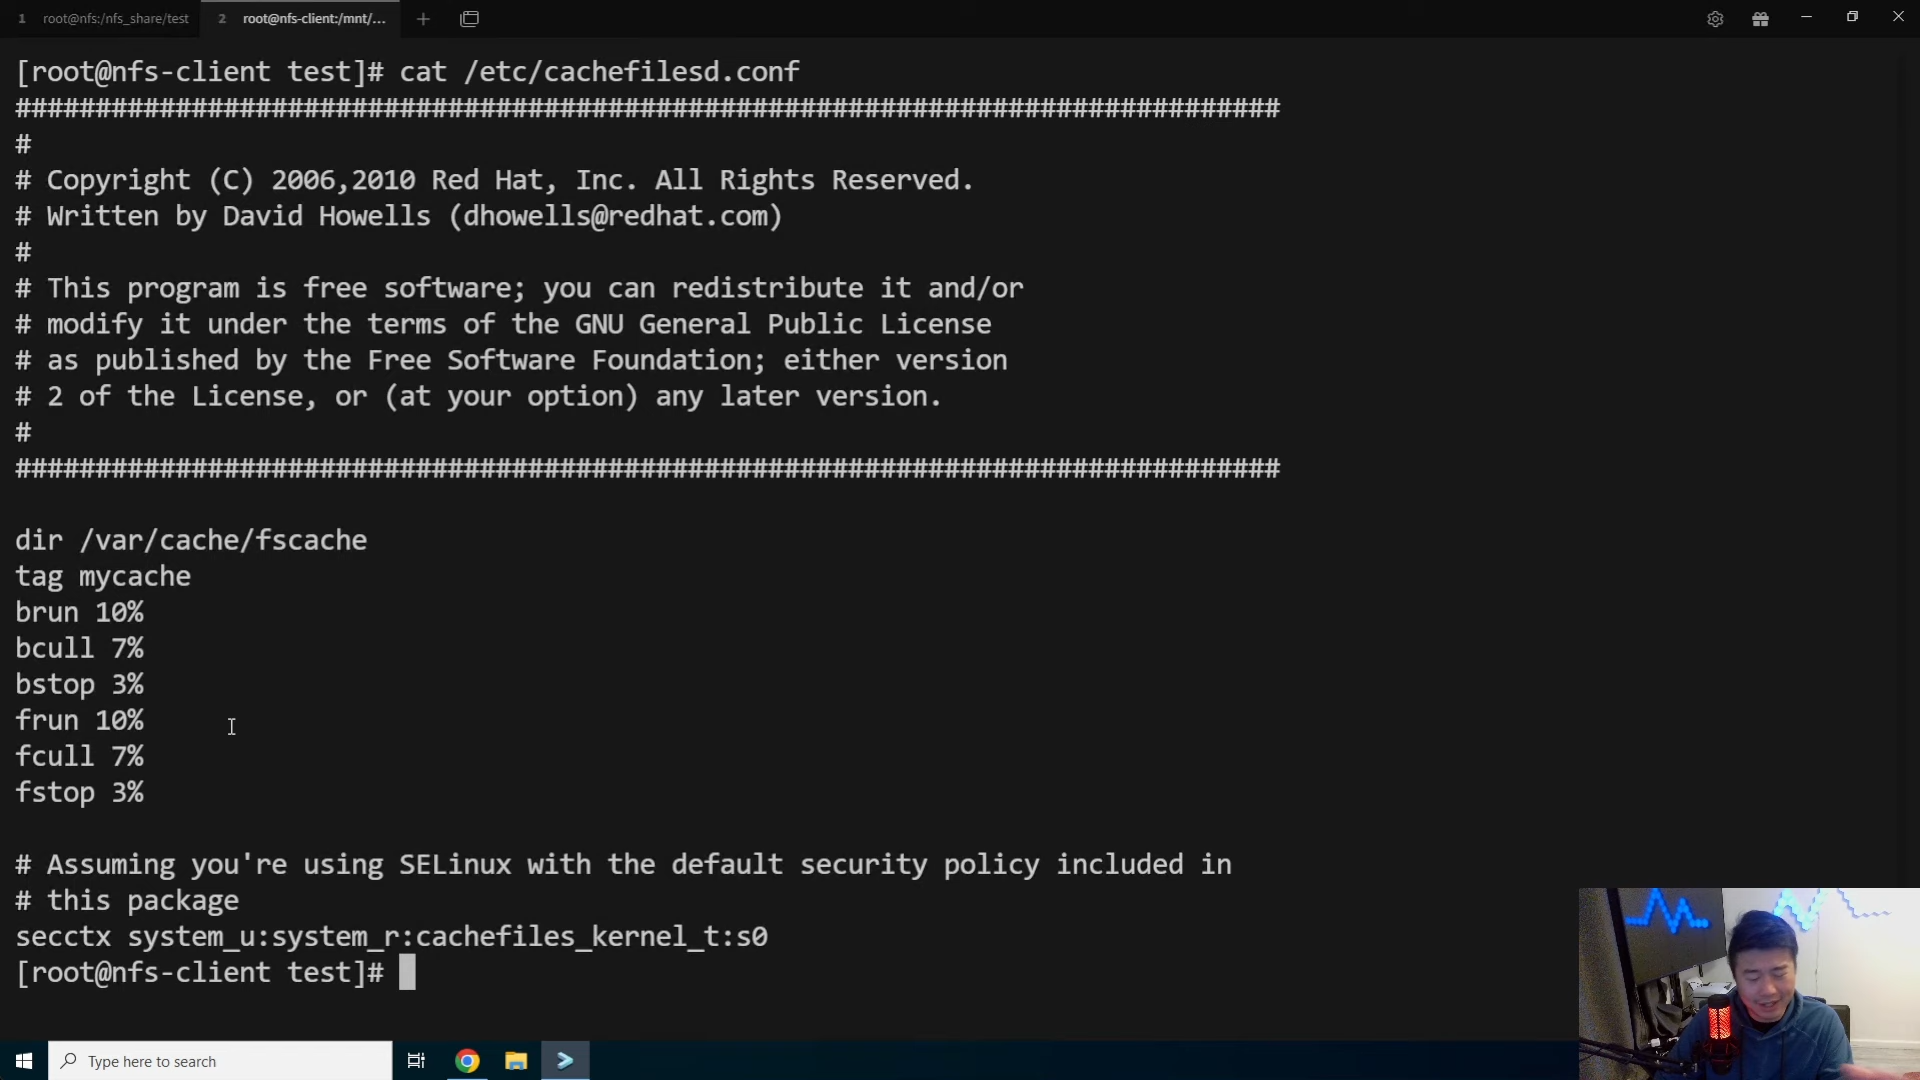 1 root@nfs:/nfs_share/test
2 root@nfs-client:/mnt/...
[root@nfs-client test]# cat /etc/cachefilesd.conf
###############################################################################
#
# Copyright (C) 2006,2010 Red Hat, Inc. All Rights Reserved.
# Written by David Howells (dhowells@redhat.com)
#
# This program is free software; you can redistribute it and/or
# modify it under the terms of the GNU General Public License
# as published by the Free Software Foundation; either version
# 2 of the License, or (at your option) any later version.
#
###############################################################################
dir /var/cache/fscache
tag mycache
brun 10%
bcull 7%
bstop 3%
frun 10%
fcull 7%
fstop 3%
# Assuming you're using SELinux with the default security policy included in
# this package
secctx system_u:system_r:cachefiles_kernel_t:s0
[root@nfs-client test]#
Type here to search